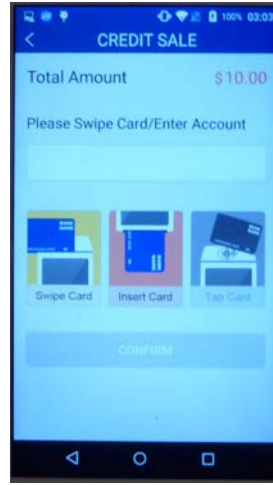 100% 03:03
CREDIT SALE
Total Amount
$10.00
Please Swipe Card/Enter Account
Swipe Card
Insert Card
Tap Card
CONFIRM